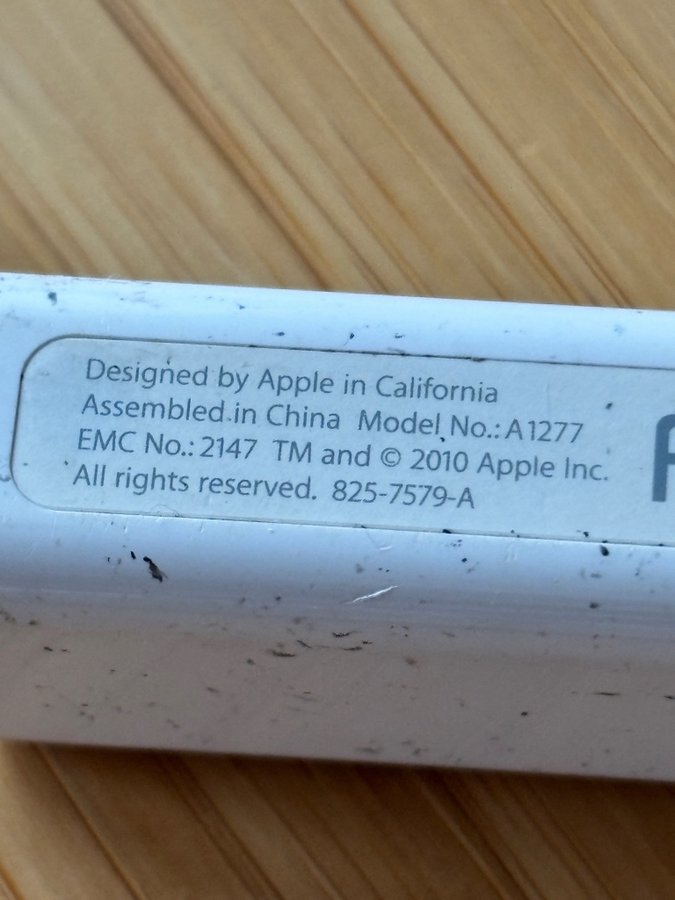 Designed by Apple in California
Assembled in China Model No.: A1277
EMC No.: 2147 TM and © 2010 Apple Inc.
All rights reserved. 825-7579-A